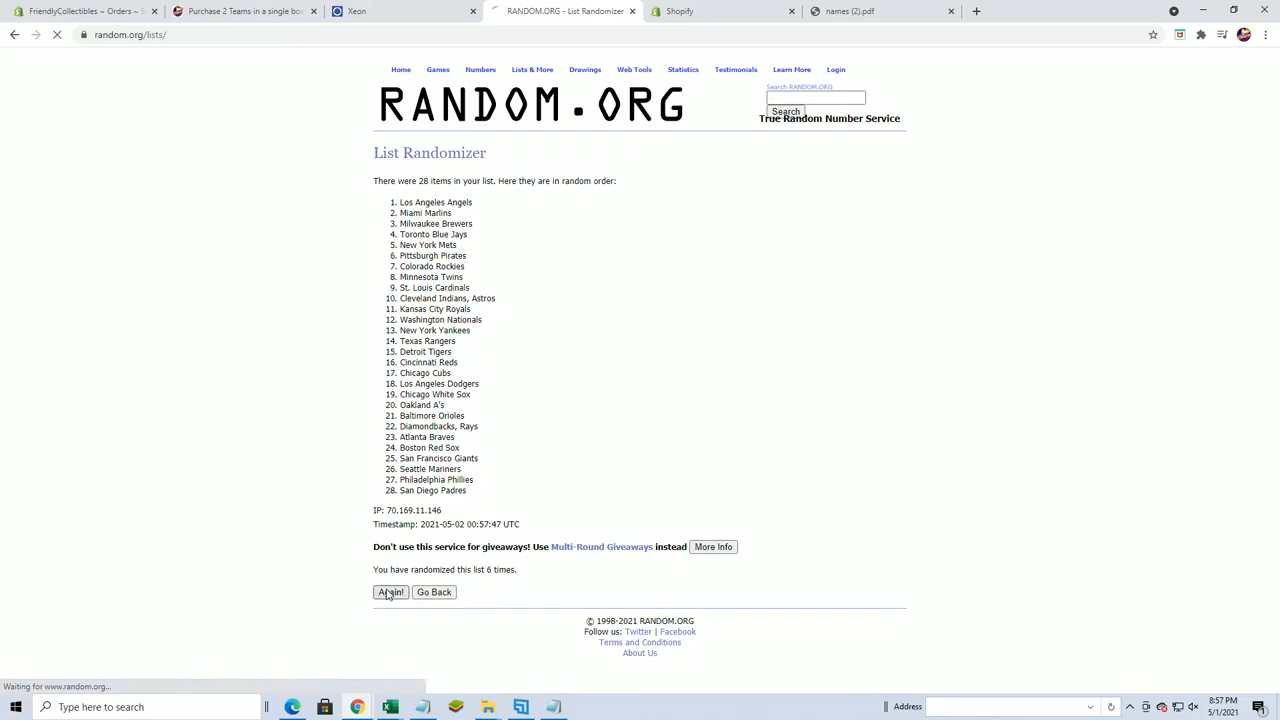 FriendlyCollectibles - Orders - S
Purchase 2 Teams in a Scorpion
Xcitebid.com
RANDOM.ORG - List Randomizer
Shopify
names (2).pdf
random.org/lists/
Home Games Numbers Lists & More Drawings Web Tools Statistics Testimonials Learn More Login
Search RANDOM.ORG
RANDOM.ORG
Search
True Random Number Service
List Randomizer
There were 28 items in your list. Here they are in random order:
1. Los Angeles Angels
2. Miami Marlins
3. Milwaukee Brewers
4. Toronto Blue Jays
5. New York Mets
6. Pittsburgh Pirates
7. Colorado Rockies
8. Minnesota Twins
9. St. Louis Cardinals
10. Cleveland Indians, Astros
11. Kansas City Royals
12. Washington Nationals
13. New York Yankees
14. Texas Rangers
15. Detroit Tigers
16. Cincinnati Reds
17. Chicago Cubs
18. Los Angeles Dodgers
19. Chicago White Sox
20. Oakland A's
21. Baltimore Orioles
22. Diamondbacks, Rays
23. Atlanta Braves
24. Boston Red Sox
25. San Francisco Giants
26. Seattle Mariners
27. Philadelphia Phillies
28. San Diego Padres
IP: 70.169.11.146
Timestamp: 2021-05-02 00:57:47 UTC
Don't use this service for giveaways! Use Multi-Round Giveaways instead More Info
You have randomized this list 6 times.
Again! Go Back
© 1998-2021 RANDOM.ORG
Follow us: Twitter | Facebook
Terms and Conditions
About Us
Waiting for www.random.org...
Type here to search
Address
8:57 PM
5/1/2021